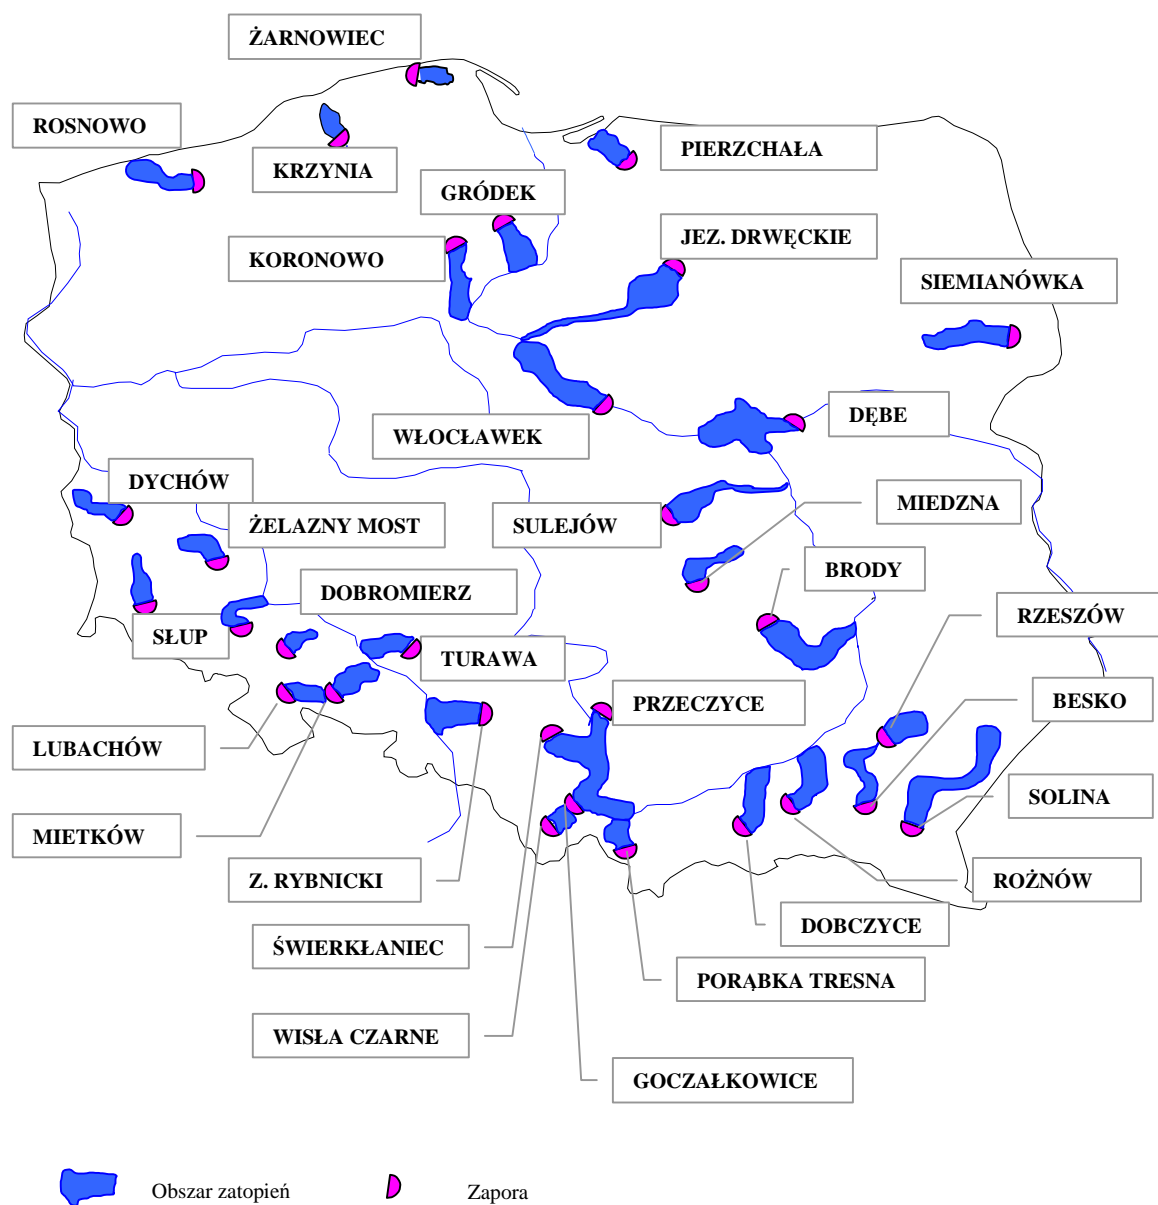 ŻARNOWIEC
ROSNOWO
KRZYNIA
PIERZCHAŁA
GRÓDEK
KORONOWO
JEZ. DRWĘCKIE
SIEMIANÓWKA
WŁOCŁAWEK
DĘBE
DYCHÓW
ŻELAZNY MOST
SULEJÓW
MIEDZNA
DOBROMIERZ
BRODY
RZESZÓW
SŁUP
TURAWA
PRZECZYCE
BESKO
LUBACHÓW
SOLINA
MIETKÓW
Z. RYBNICKI
ROŻNÓW
ŚWIERKŁANIEC
DOBCZYCE
PORĄBKA TRESNA
WISŁA CZARNE
GOCZAŁKOWICE
Obszar zatopień
Zapora